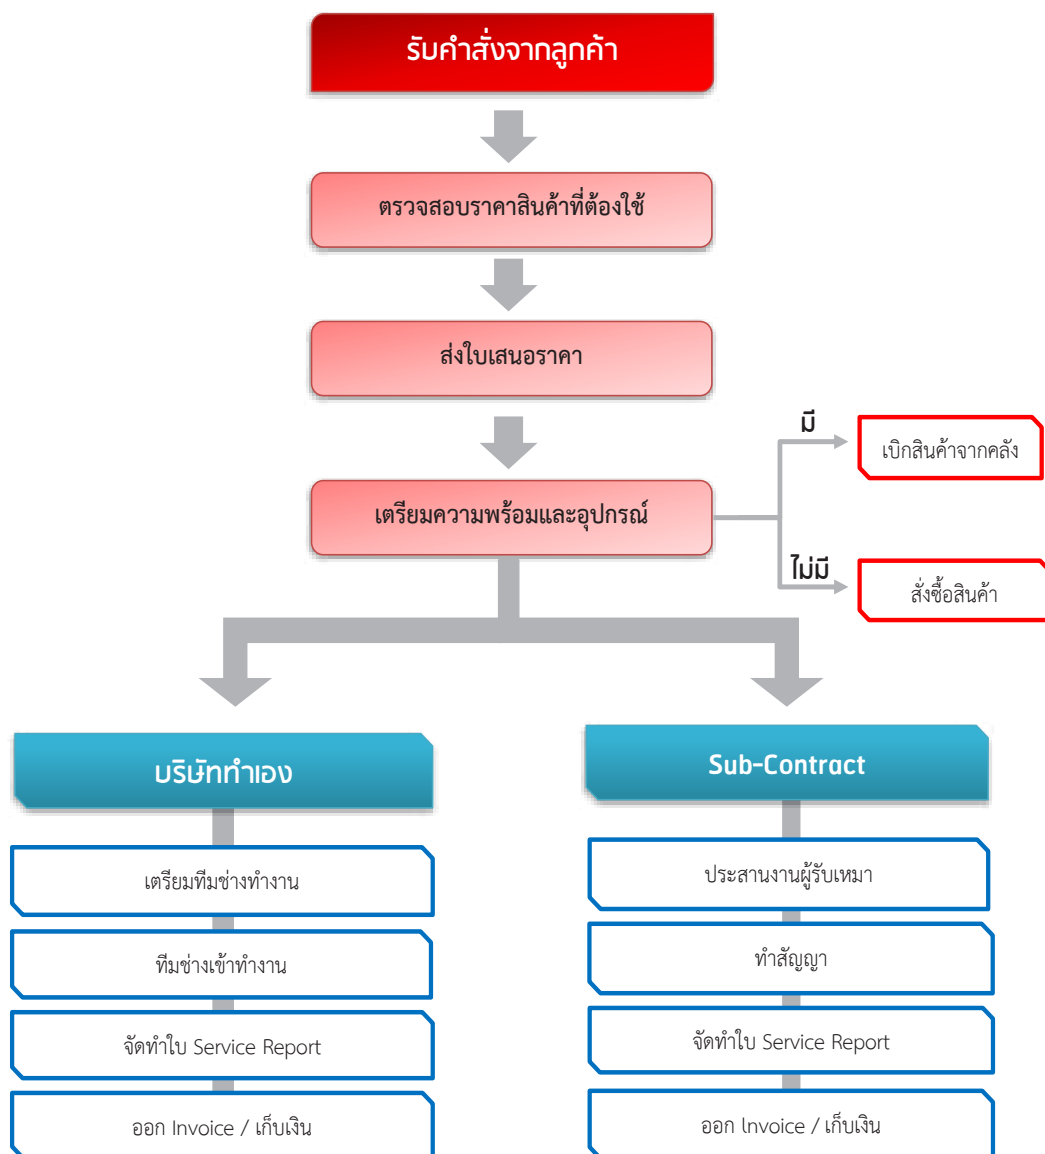 รับคำสั่งจากลูกค้า
ตรวจสอบราคาสินค้าที่ต้องใช้
ส่งใบเสนอราคา
เตรียมความพร้อมและอุปกรณ์
มี
เบิกสินค้าจากคลัง
ไม่มี
สั่งซื้อสินค้า
บริษัททำเอง
เตรียมทีมช่างทำงาน
ทีมช่างเข้าทำงาน
จัดทำใบ Service Report
ออก Invoice / เก็บเงิน
Sub-Contract
ประสานงานผู้รับเหมา
ทำสัญญา
จัดทำใบ Service Report
ออก lnvoice / เก็บเงิน